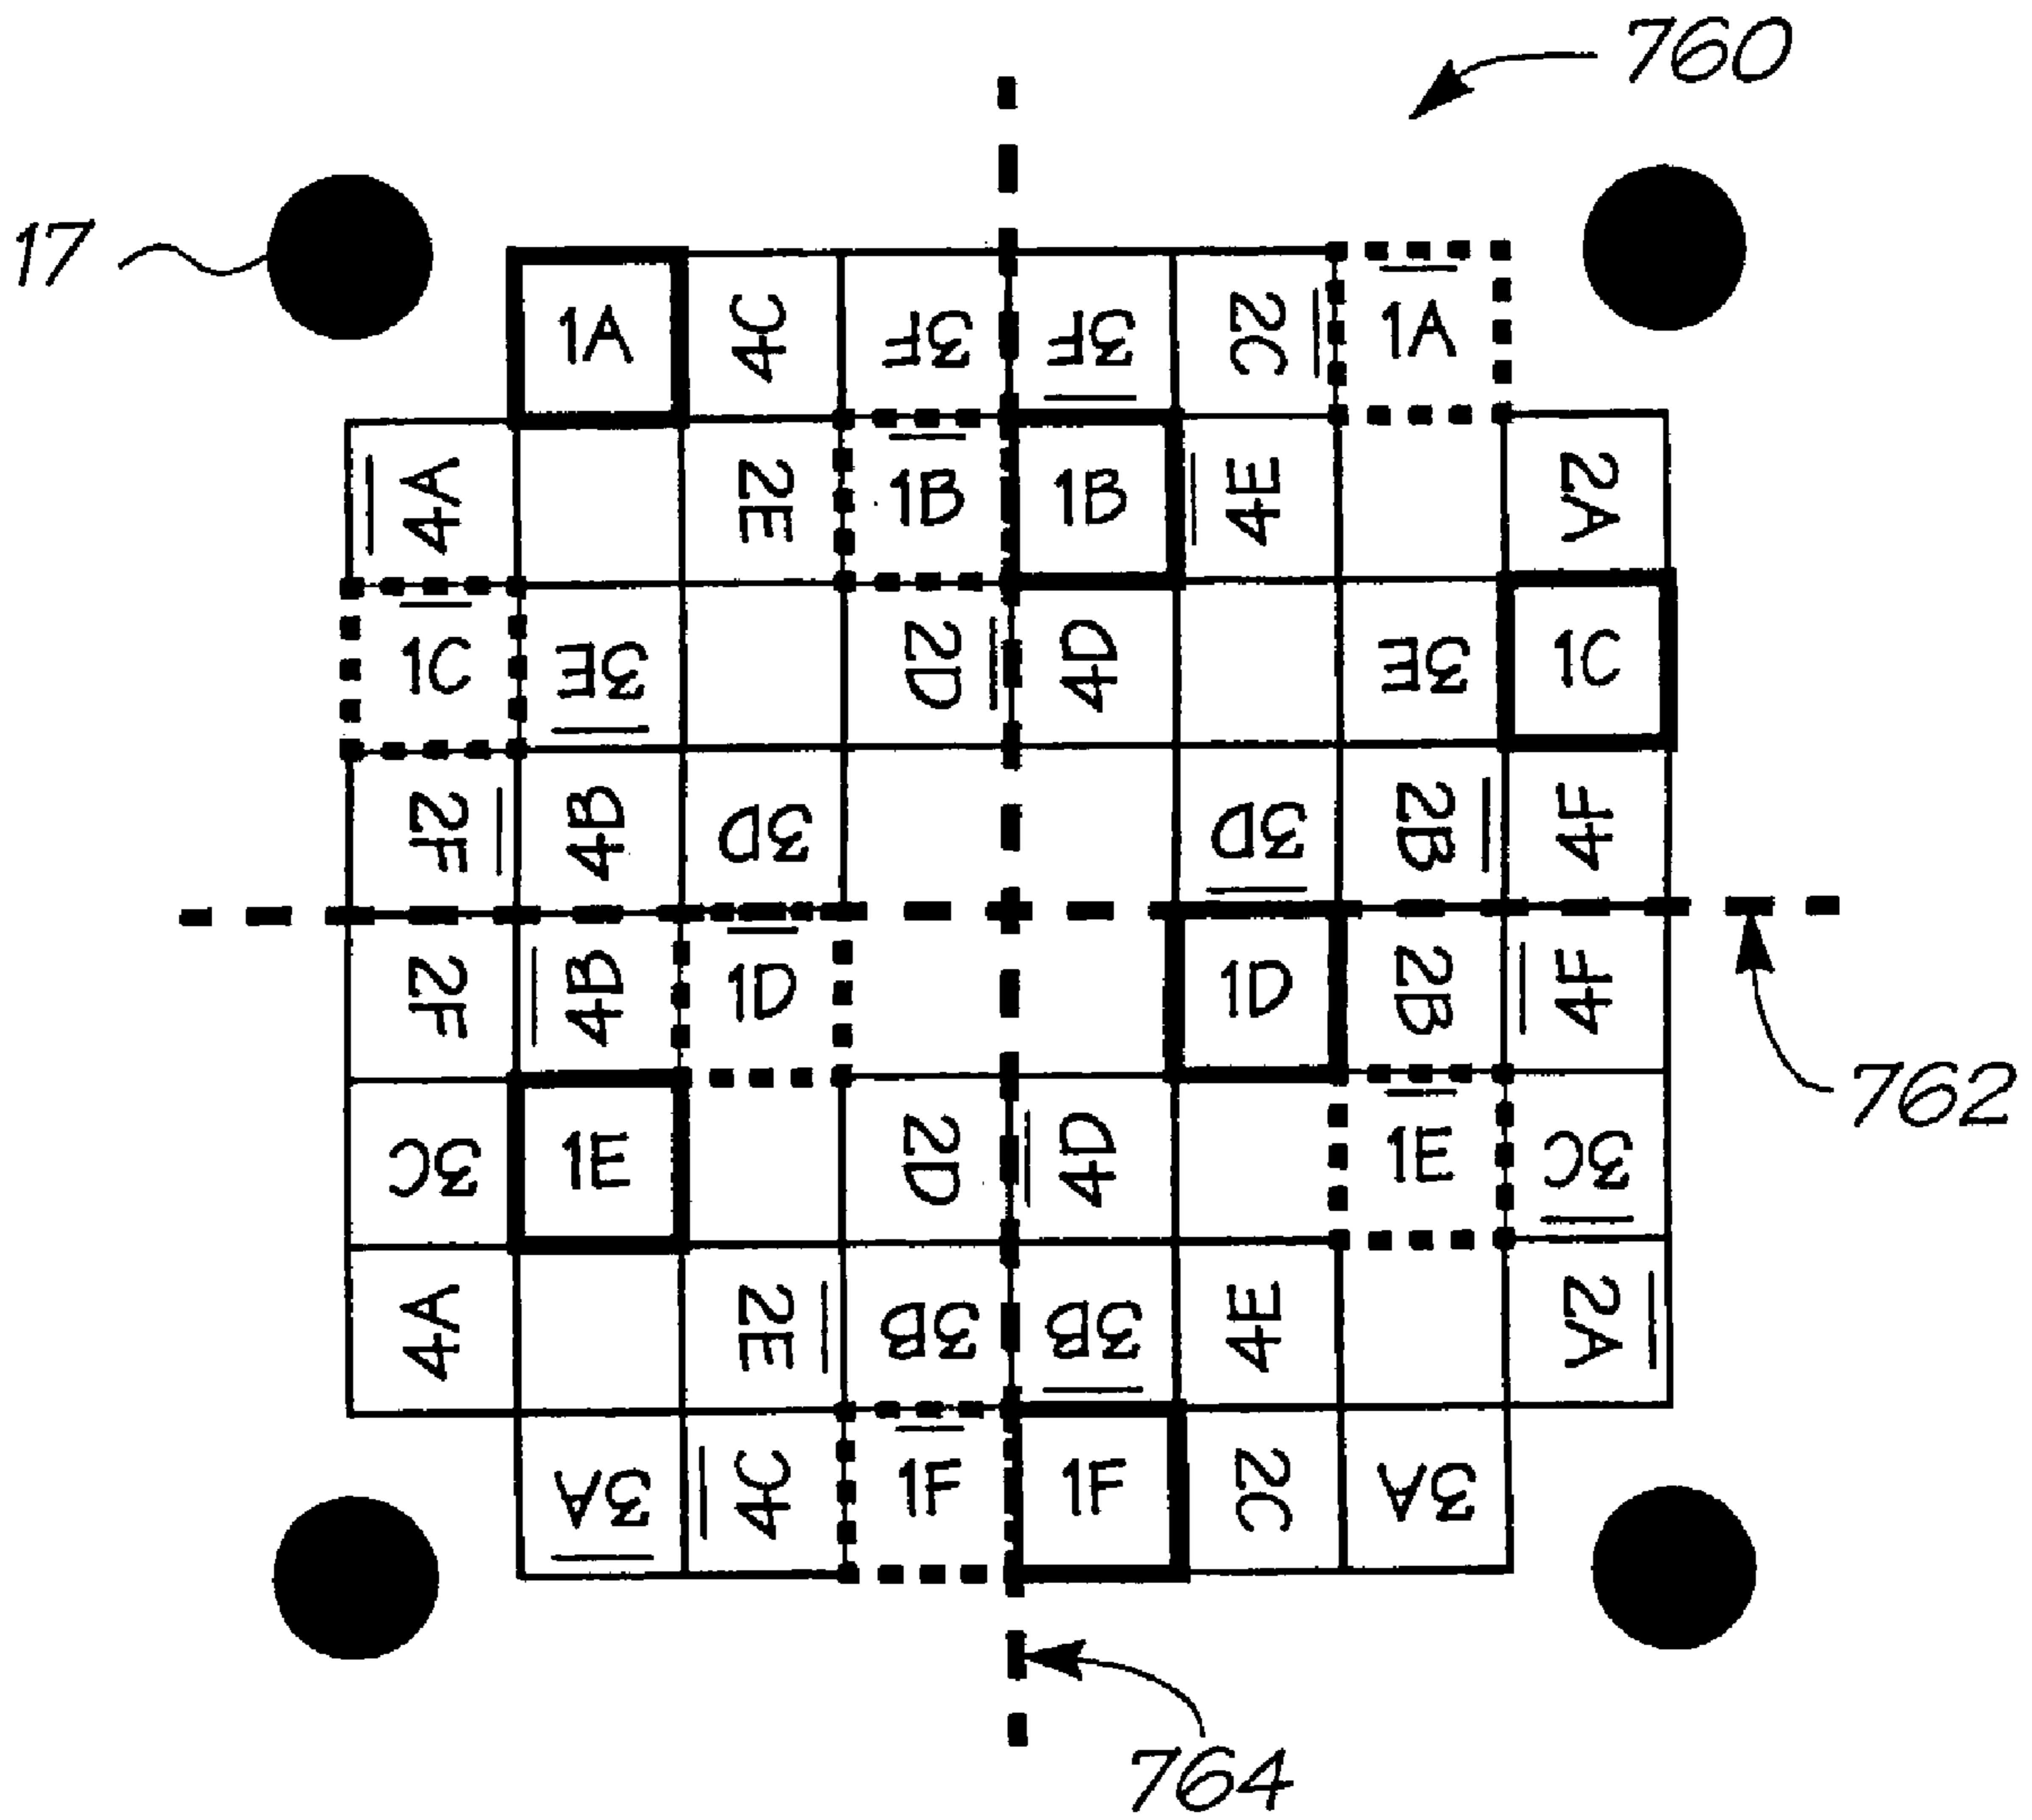 760
17
1A 4C 3F 3F 2C 1A
4A 2E 1B 1B 4E 2A
1C 3E 2D 4D 3E 1C
2F 4B 3D 3D 2B 4F
2F 4B 1D 1D 2B 4F
762
3C 1E 2D 4D 1E 3C
4A 2E 3B 3B 4E 2A
3A 4C 1F 1F 2C 3A
764